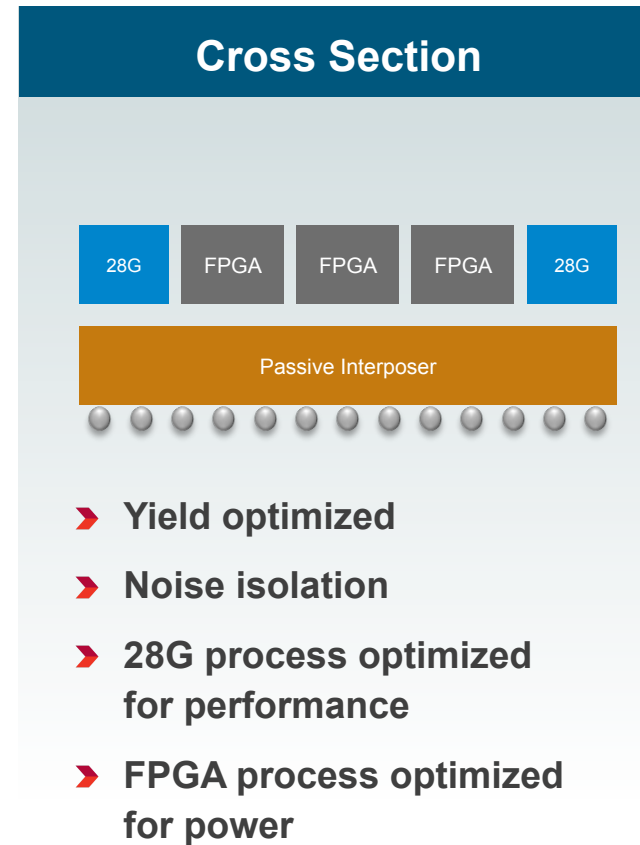 Cross Section
28G FPGA FPGA FPGA 28G
Passive Interposer
Yield optimized
Noise isolation
28G process optimized
for performance
FPGA process optimized
for power